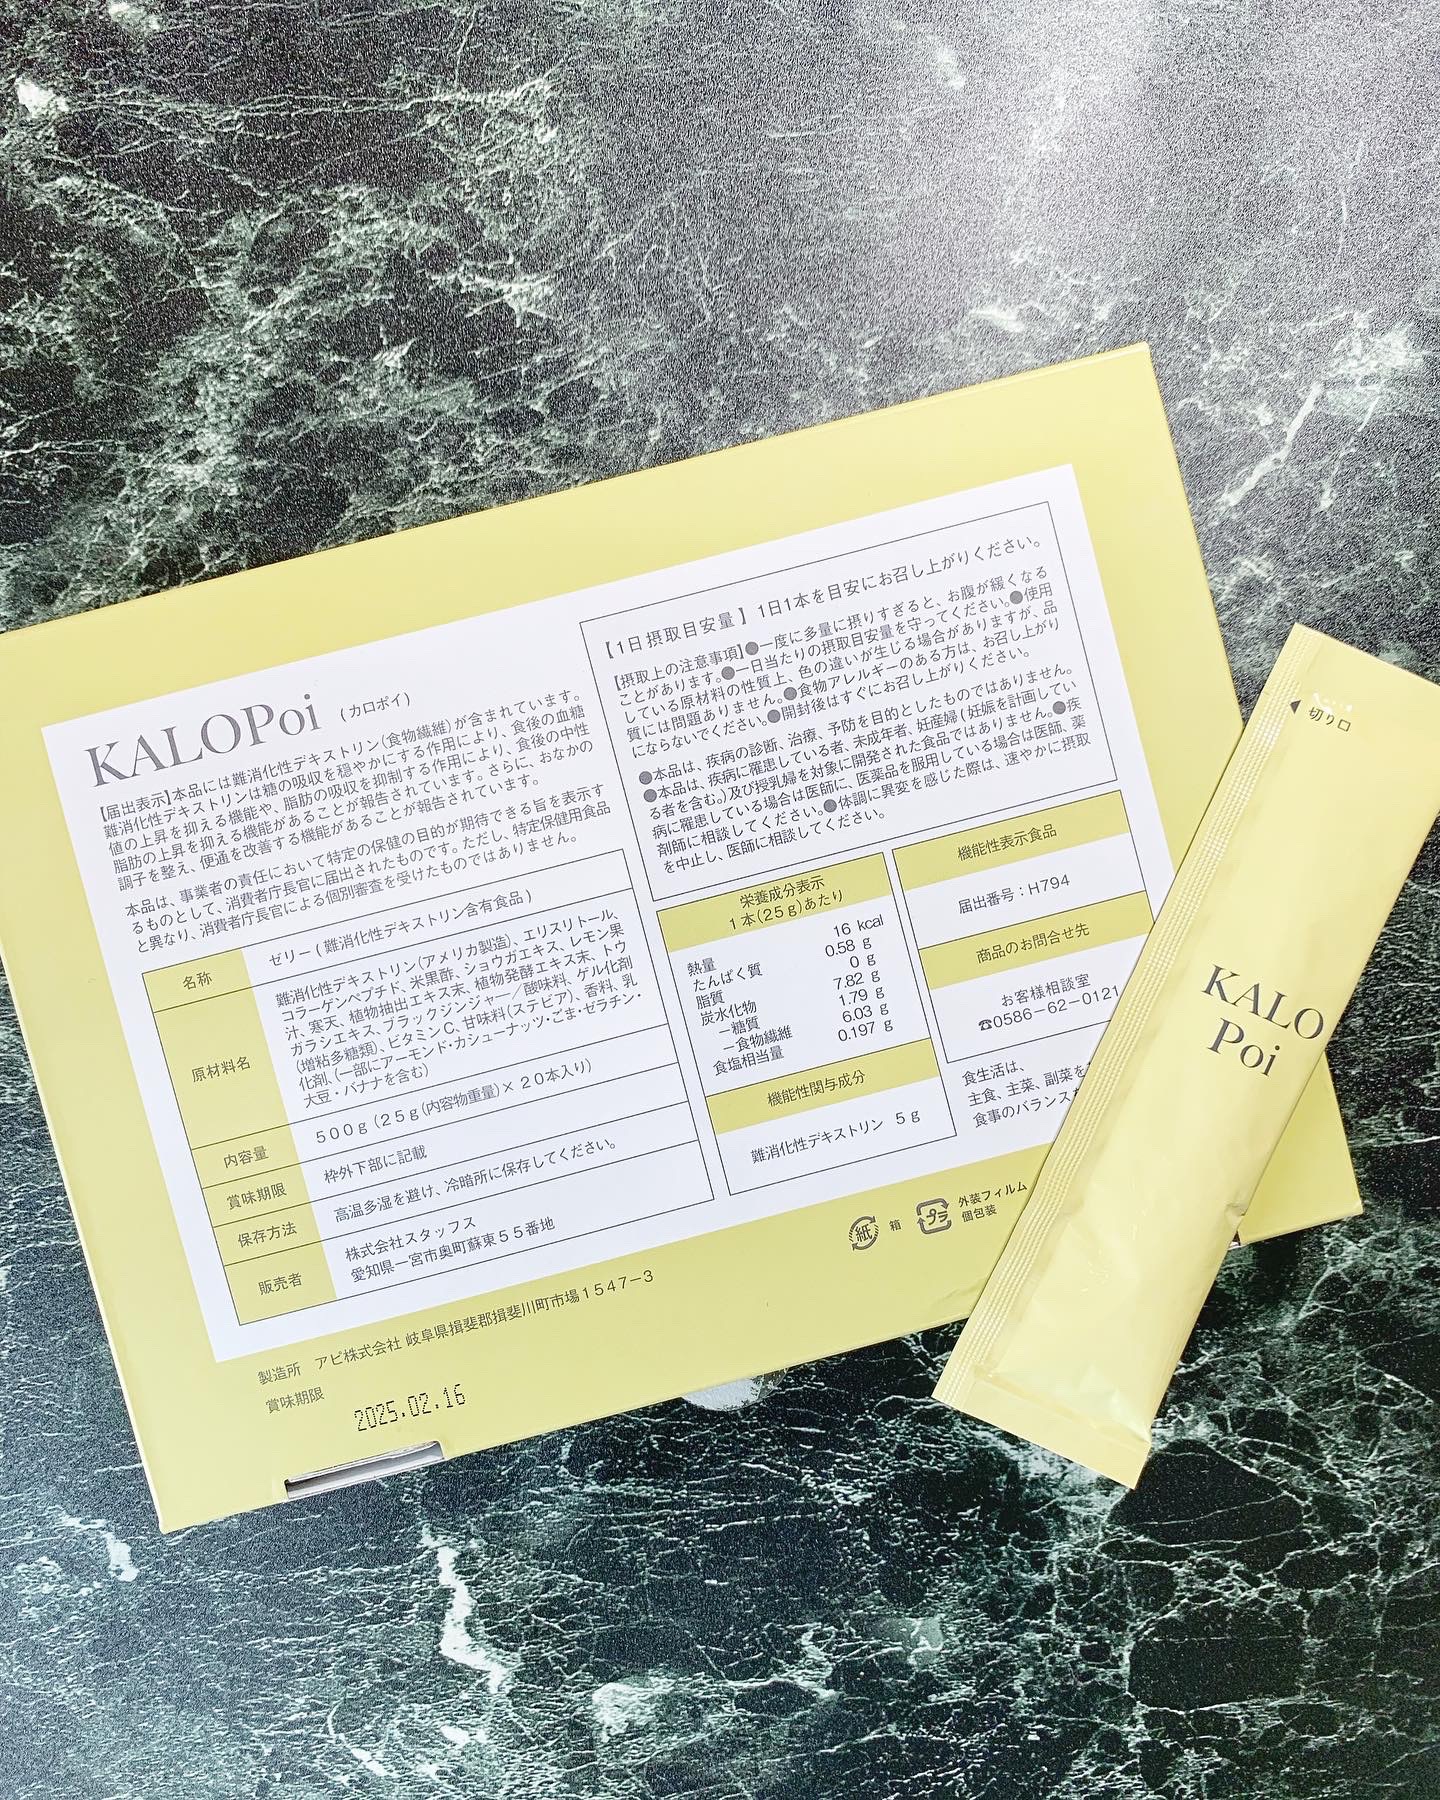 KALOPoi (カロポイ)
【届出表示】本品には難消化性デキストリン(食物繊維)が含まれています。
難消化性デキストリンは糖の吸収を穏やかにする作用により、食後の血糖
値の上昇を抑える機能や、脂肪の吸収を抑制する作用により、食後の中性
脂肪の上昇を抑える機能があることが報告されています。さらに、おなかの
調子を整え、便通を改善する機能があることが報告されています。
本品は、事業者の責任において特定の保健の目的が期待できる旨を表示す
るものとして、消費者庁長官に届出されたものです。ただし、特定保健用食品
と異なり、消費者庁長官による個別審査を受けたものではありません。
名称 ゼリー(難消化性デキストリン含有食品)
原材料名 難消化性デキストリン(アメリカ製造)、エリスリトール、
コラーゲンペプチド、米黒酢、ショウガエキス、レモン果
汁、寒天、植物抽出エキス末、植物発酵エキス末、トウ
ガラシエキス、ブラックジンジャー/酸味料、ゲル化剤
(増粘多糖類)、ビタミンC、甘味料(ステビア)、香料、乳
化剤、(一部にアーモンド・カシューナッツ・ごま・ゼラチン・
大豆・バナナを含む)
内容量 500g(25g(内容物重量)×20本入り)
賞味期限 枠外下部に記載
保存方法 高温多湿を避け、冷暗所に保存してください。
販売者 株式会社スタッフス
愛知県一宮市奥町蘇東55番地
製造所 アピ株式会社 岐阜県揖斐郡揖斐川町市場1547-3
賞味期限
2025.02.16
【1日摂取目安量】1日1本を目安にお召し上がりください。
【摂取上の注意事項】●一度に多量に摂りすぎると、お腹が緩くなる
ことがあります。●一日当たりの摂取目安量を守ってください。●使用
している原材料の性質上、色の違いが生じる場合がありますが、品
質には問題ありません。●食物アレルギーのある方は、お召し上がり
にならないでください。●開封後はすぐにお召し上がりください。
●本品は、疾病の診断、治療、予防を目的としたものではありません。
●本品は、疾病に罹患している者、未成年者、妊産婦(妊娠を計画してい
る者を含む。)及び授乳婦を対象に開発された食品ではありません。●疾
病に罹患している場合は医師に、医薬品を服用している場合は医師、薬
剤師に相談してください。●体調に異変を感じた際は、速やかに摂取
を中止し、医師に相談してください。
栄養成分表示
1本(25g)あたり
熱量 16 kcal
たんぱく質 0.58 g
脂質 0 g
炭水化物 7.82 g
-糖質 1.79 g
-食物繊維 6.03 g
食塩相当量 0.197 g
機能性関与成分
難消化性デキストリン 5g
機能性表示食品
届出番号:H794
商品のお問合せ先
お客様相談室
☎0586-62-0121
食生活は、
主食、主菜、副菜を
食事のバランス
紙 箱
プラ 外装フィルム
個包装
切り口
KALO
Poi